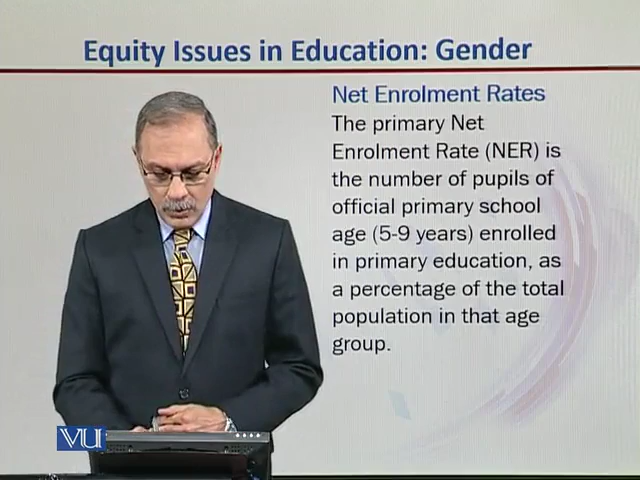 Equity Issues in Education: Gender
Net Enrolment Rates
The primary Net
Enrolment Rate (NER) is
the number of pupils of
official primary school
age (5-9 years) enrolled
in primary education, as
a percentage of the total
population in that age
group.
VU